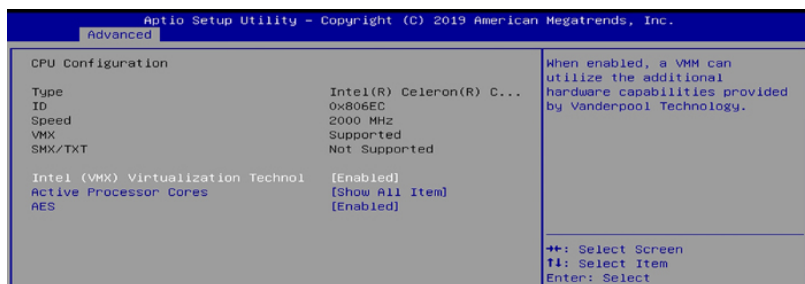 Aptio Setup Utility – Copyright (C) 2019 American Megatrends, Inc.
Advanced
CPU Configuration
Type Intel(R) Celeron(R) C...
ID 0x806EC
Speed 2000 MHz
VMX Supported
SMX/TXT Not Supported
Intel (VMX) Virtualization Technol [Enabled]
Active Processor Cores [Show All Item]
AES [Enabled]
When enabled, a VMM can
utilize the additional
hardware capabilities provided
by Vanderpool Technology.
→←: Select Screen
↑↓: Select Item
Enter: Select